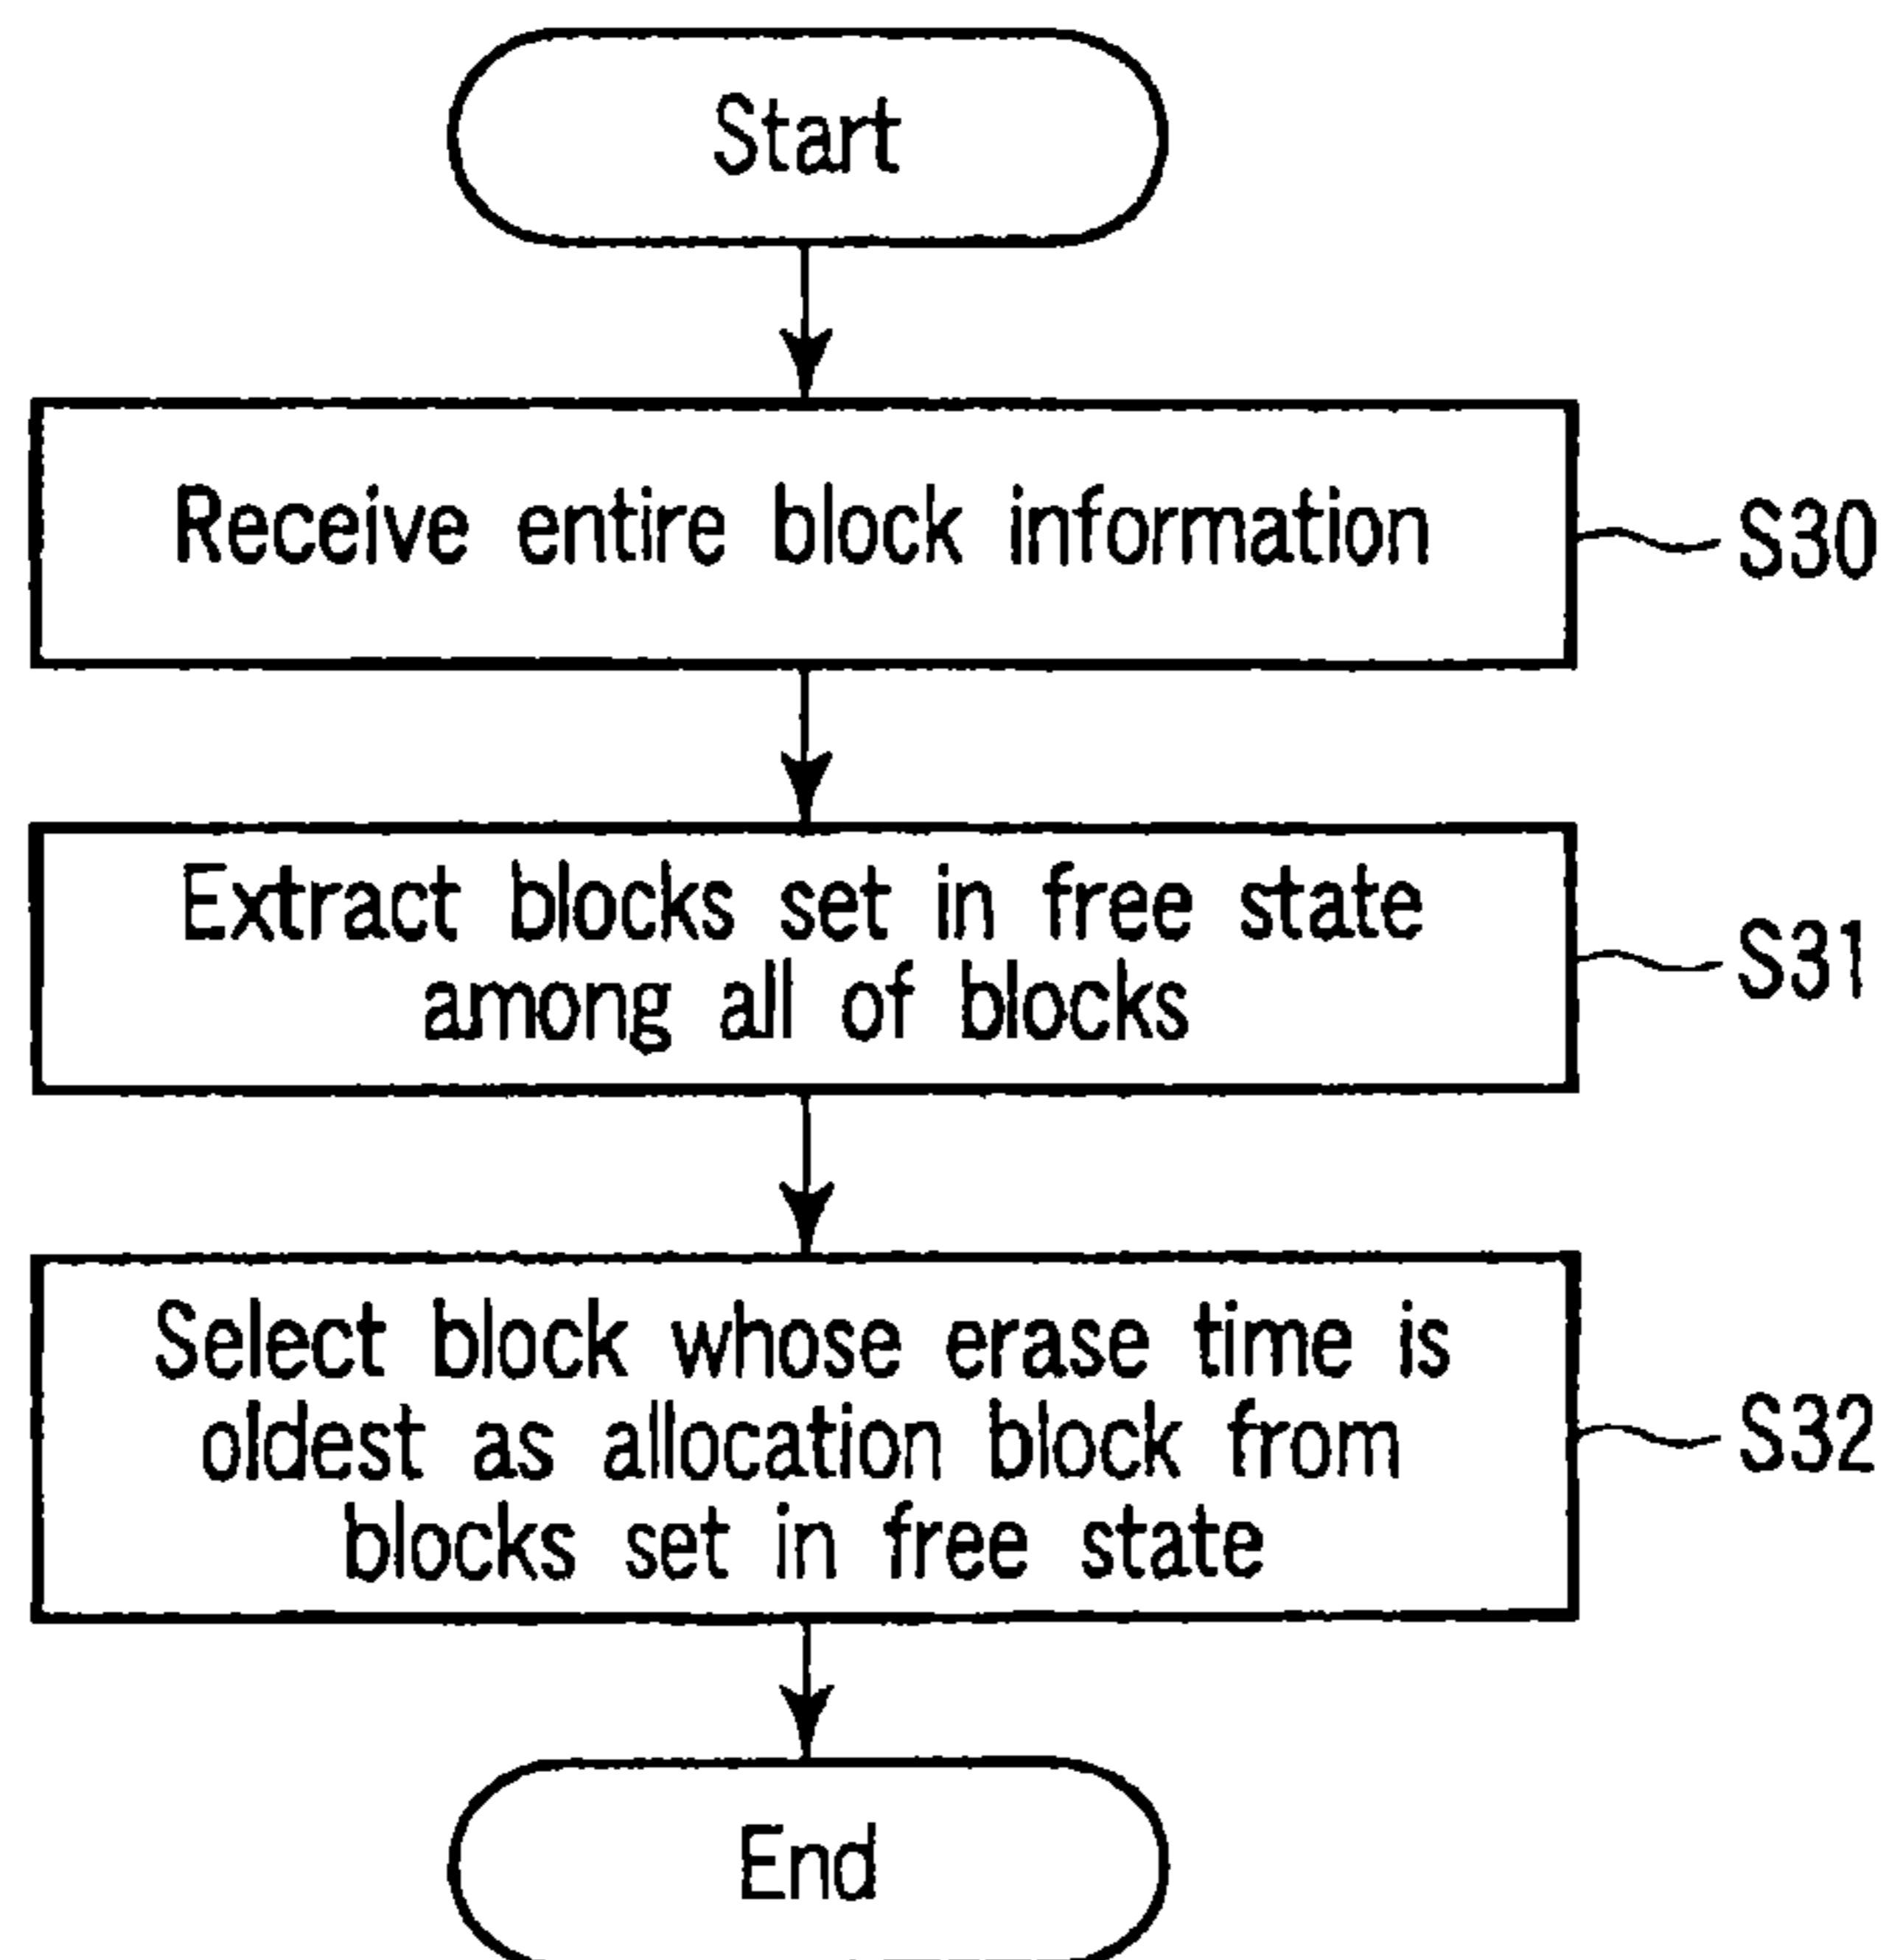 Start
Receive entire block information
S30
Extract blocks set in free state
among all of blocks
S31
Select block whose erase time is
oldest as allocation block from
blocks set in free state
S32
End